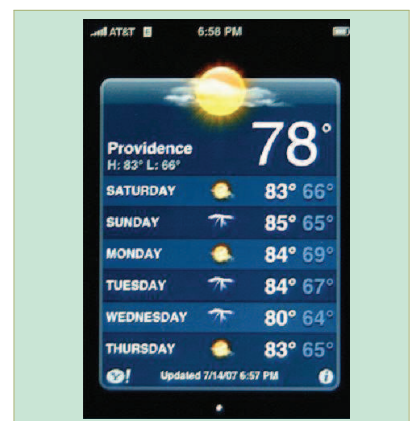 AT&T E 6:58 PM
78°
Providence
H: 83° L: 66°
SATURDAY 83° 66°
SUNDAY 85° 65°
MONDAY 84° 69°
TUESDAY 84° 67°
WEDNESDAY 80° 64°
THURSDAY 83° 65°
Y! Updated 7/14/07 6:57 PM i